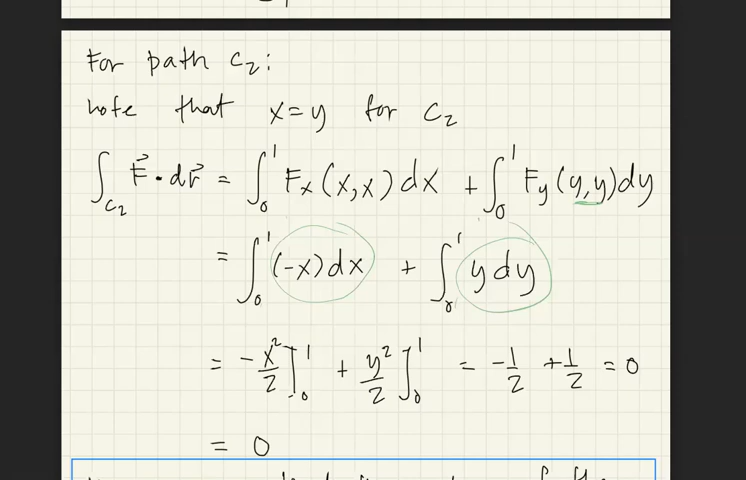 For path C₂:
note that x=y for C₂
∫_C₂ F⃗·dr⃗ = ∫₀¹ Fₓ(x,x)dx + ∫₀¹ F_y(y,y)dy
= ∫₀¹ (-x)dx + ∫₀¹ y dy
= -x²/2 ]₀¹ + y²/2 ]₀¹ = -1/2 + 1/2 = 0
= 0